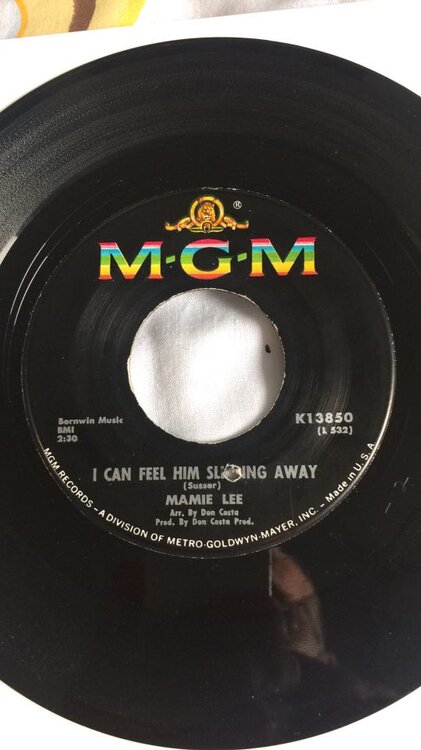 ®
M-G-M
Bornwin Music
BMI
2:30
K13850
(L 532)
I CAN FEEL HIM AWAY
(Susser)
MAMIE LEE
Arr. By Don Costa
Prod. By Don Costa Prod.
MGM RECORDS - A DIVISION OF METRO-GOLDWYN-MAYER, INC. - Made in U.S.A